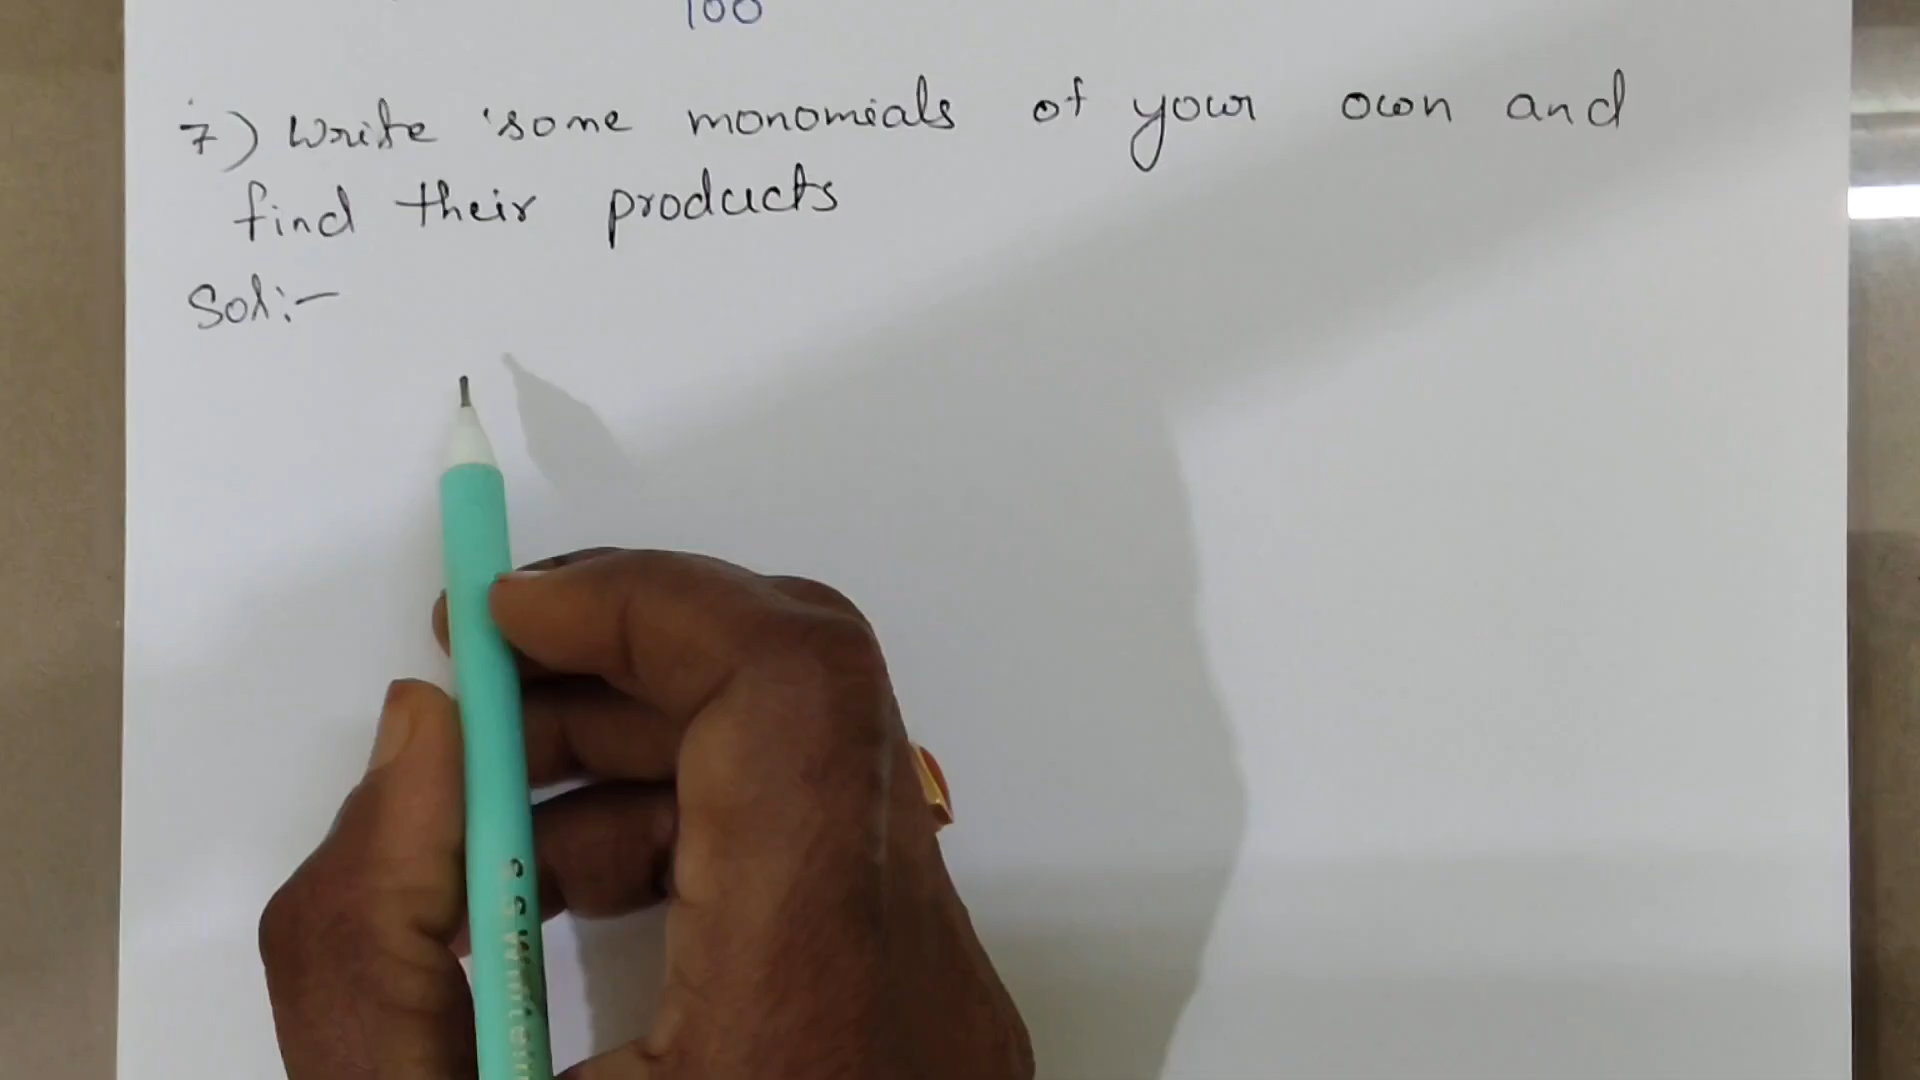 100
7) Write some monomials of your own and
find their products
Sol:-